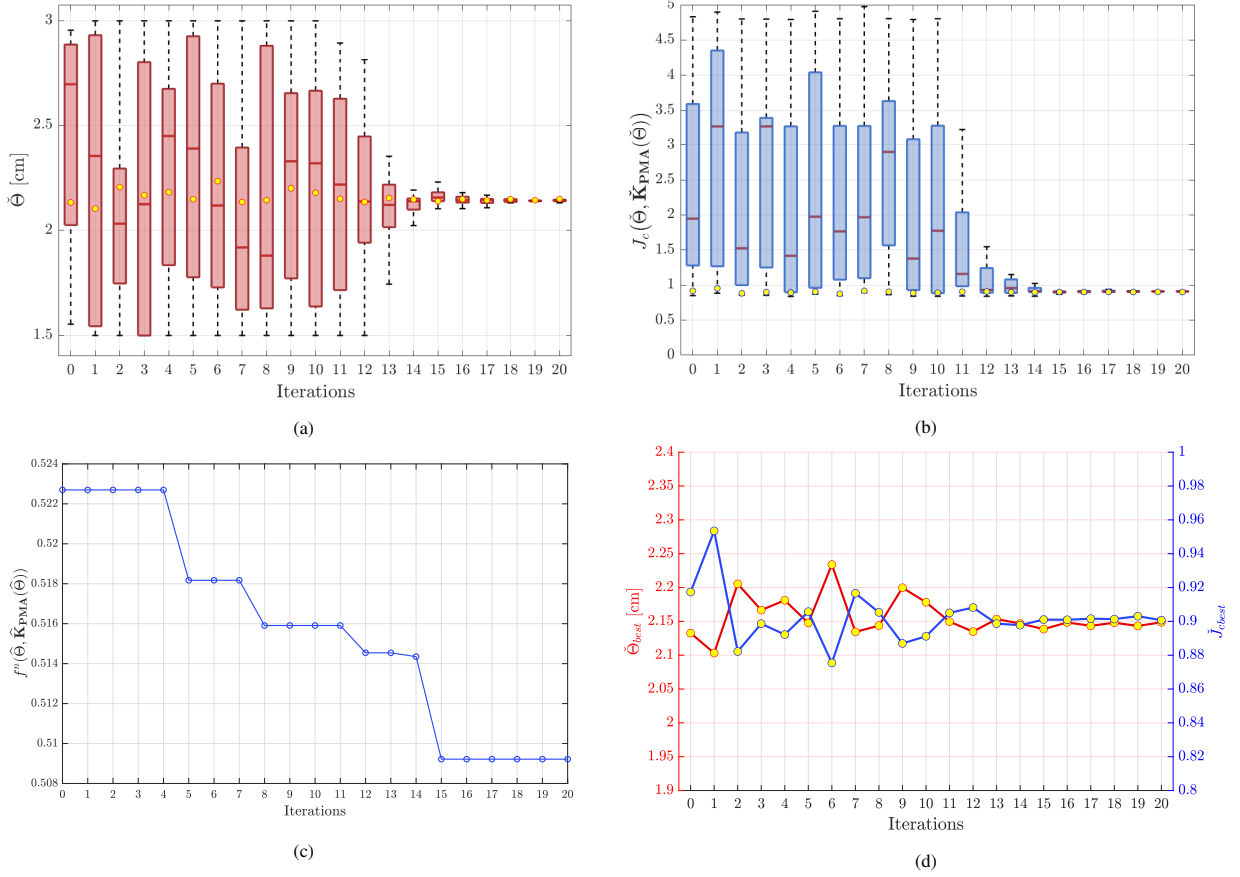 3
2.5
2
1.5
Θ̌ [cm]
0 1 2 3 4 5 6 7 8 9 10 11 12 13 14 15 16 17 18 19 20
Iterations
(a)
5
4.5
4
3.5
3
2.5
2
1.5
1
0.5
0
J_c(Θ̌, Ǩ_PMA(Θ̌))
0 1 2 3 4 5 6 7 8 9 10 11 12 13 14 15 16 17 18 19 20
Iterations
(b)
0.524
0.522
0.52
0.518
0.516
0.514
0.512
0.51
0.508
f^n(Θ̂, K̂_PMA(Θ̂))
0 1 2 3 4 5 6 7 8 9 10 11 12 13 14 15 16 17 18 19 20
Iterations
(c)
2.4
2.35
2.3
2.25
2.2
2.15
2.1
2.05
2
1.95
1.9
Θ̌_best [cm]
1
0.98
0.96
0.94
0.92
0.9
0.88
0.86
0.84
0.82
0.8
J̌_cbest
0 1 2 3 4 5 6 7 8 9 10 11 12 13 14 15 16 17 18 19 20
Iterations
(d)